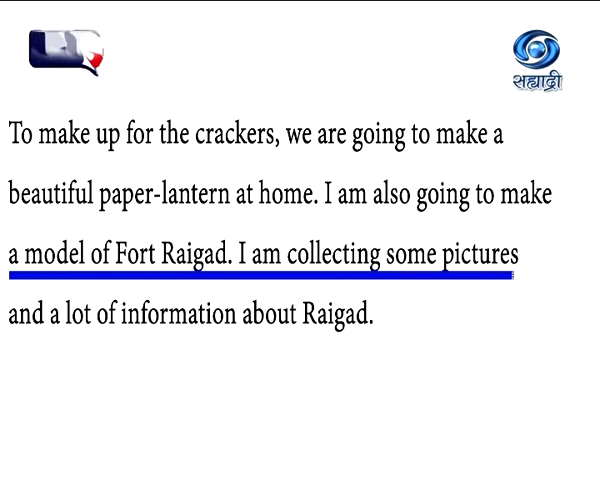 सह्याद्री
To make up for the crackers, we are going to make a
beautiful paper-lantern at home. I am also going to make
a model of Fort Raigad. I am collecting some pictures
and a lot of information about Raigad.